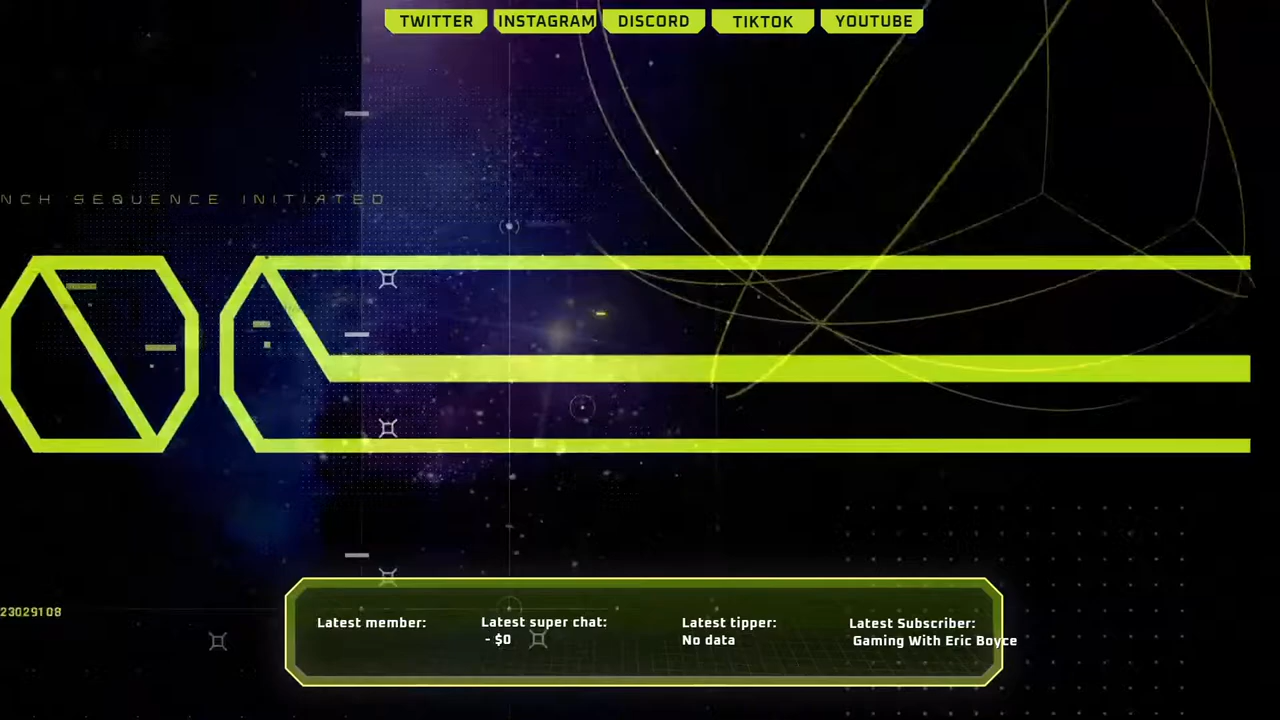 TWITTER INSTAGRAM DISCORD TIKTOK YOUTUBE
NCH SEQUENCE INITIATED
23029108
Latest member:
Latest super chat:
- $0
Latest tipper:
No data
Latest Subscriber:
Gaming With Eric Boyce